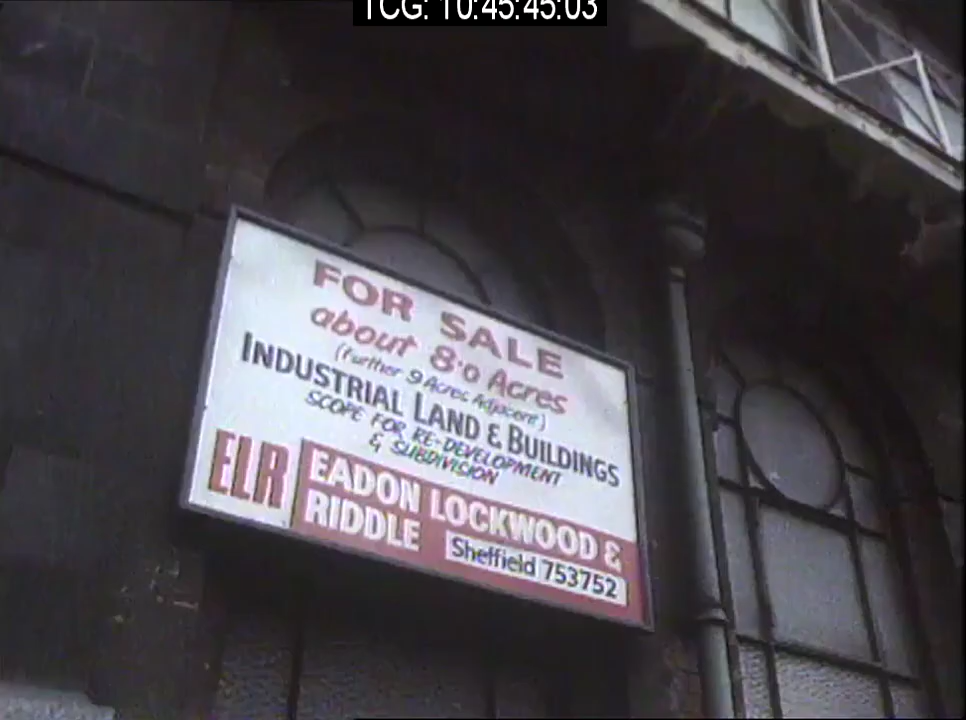 TCG: 10:45:45:03
FOR SALE
about 8·0 Acres
(Further 9 Acres Adjacent)
INDUSTRIAL LAND & BUILDINGS
SCOPE FOR RE-DEVELOPMENT
& SUBDIVISION
ELR
EADON LOCKWOOD &
RIDDLE
Sheffield 753752